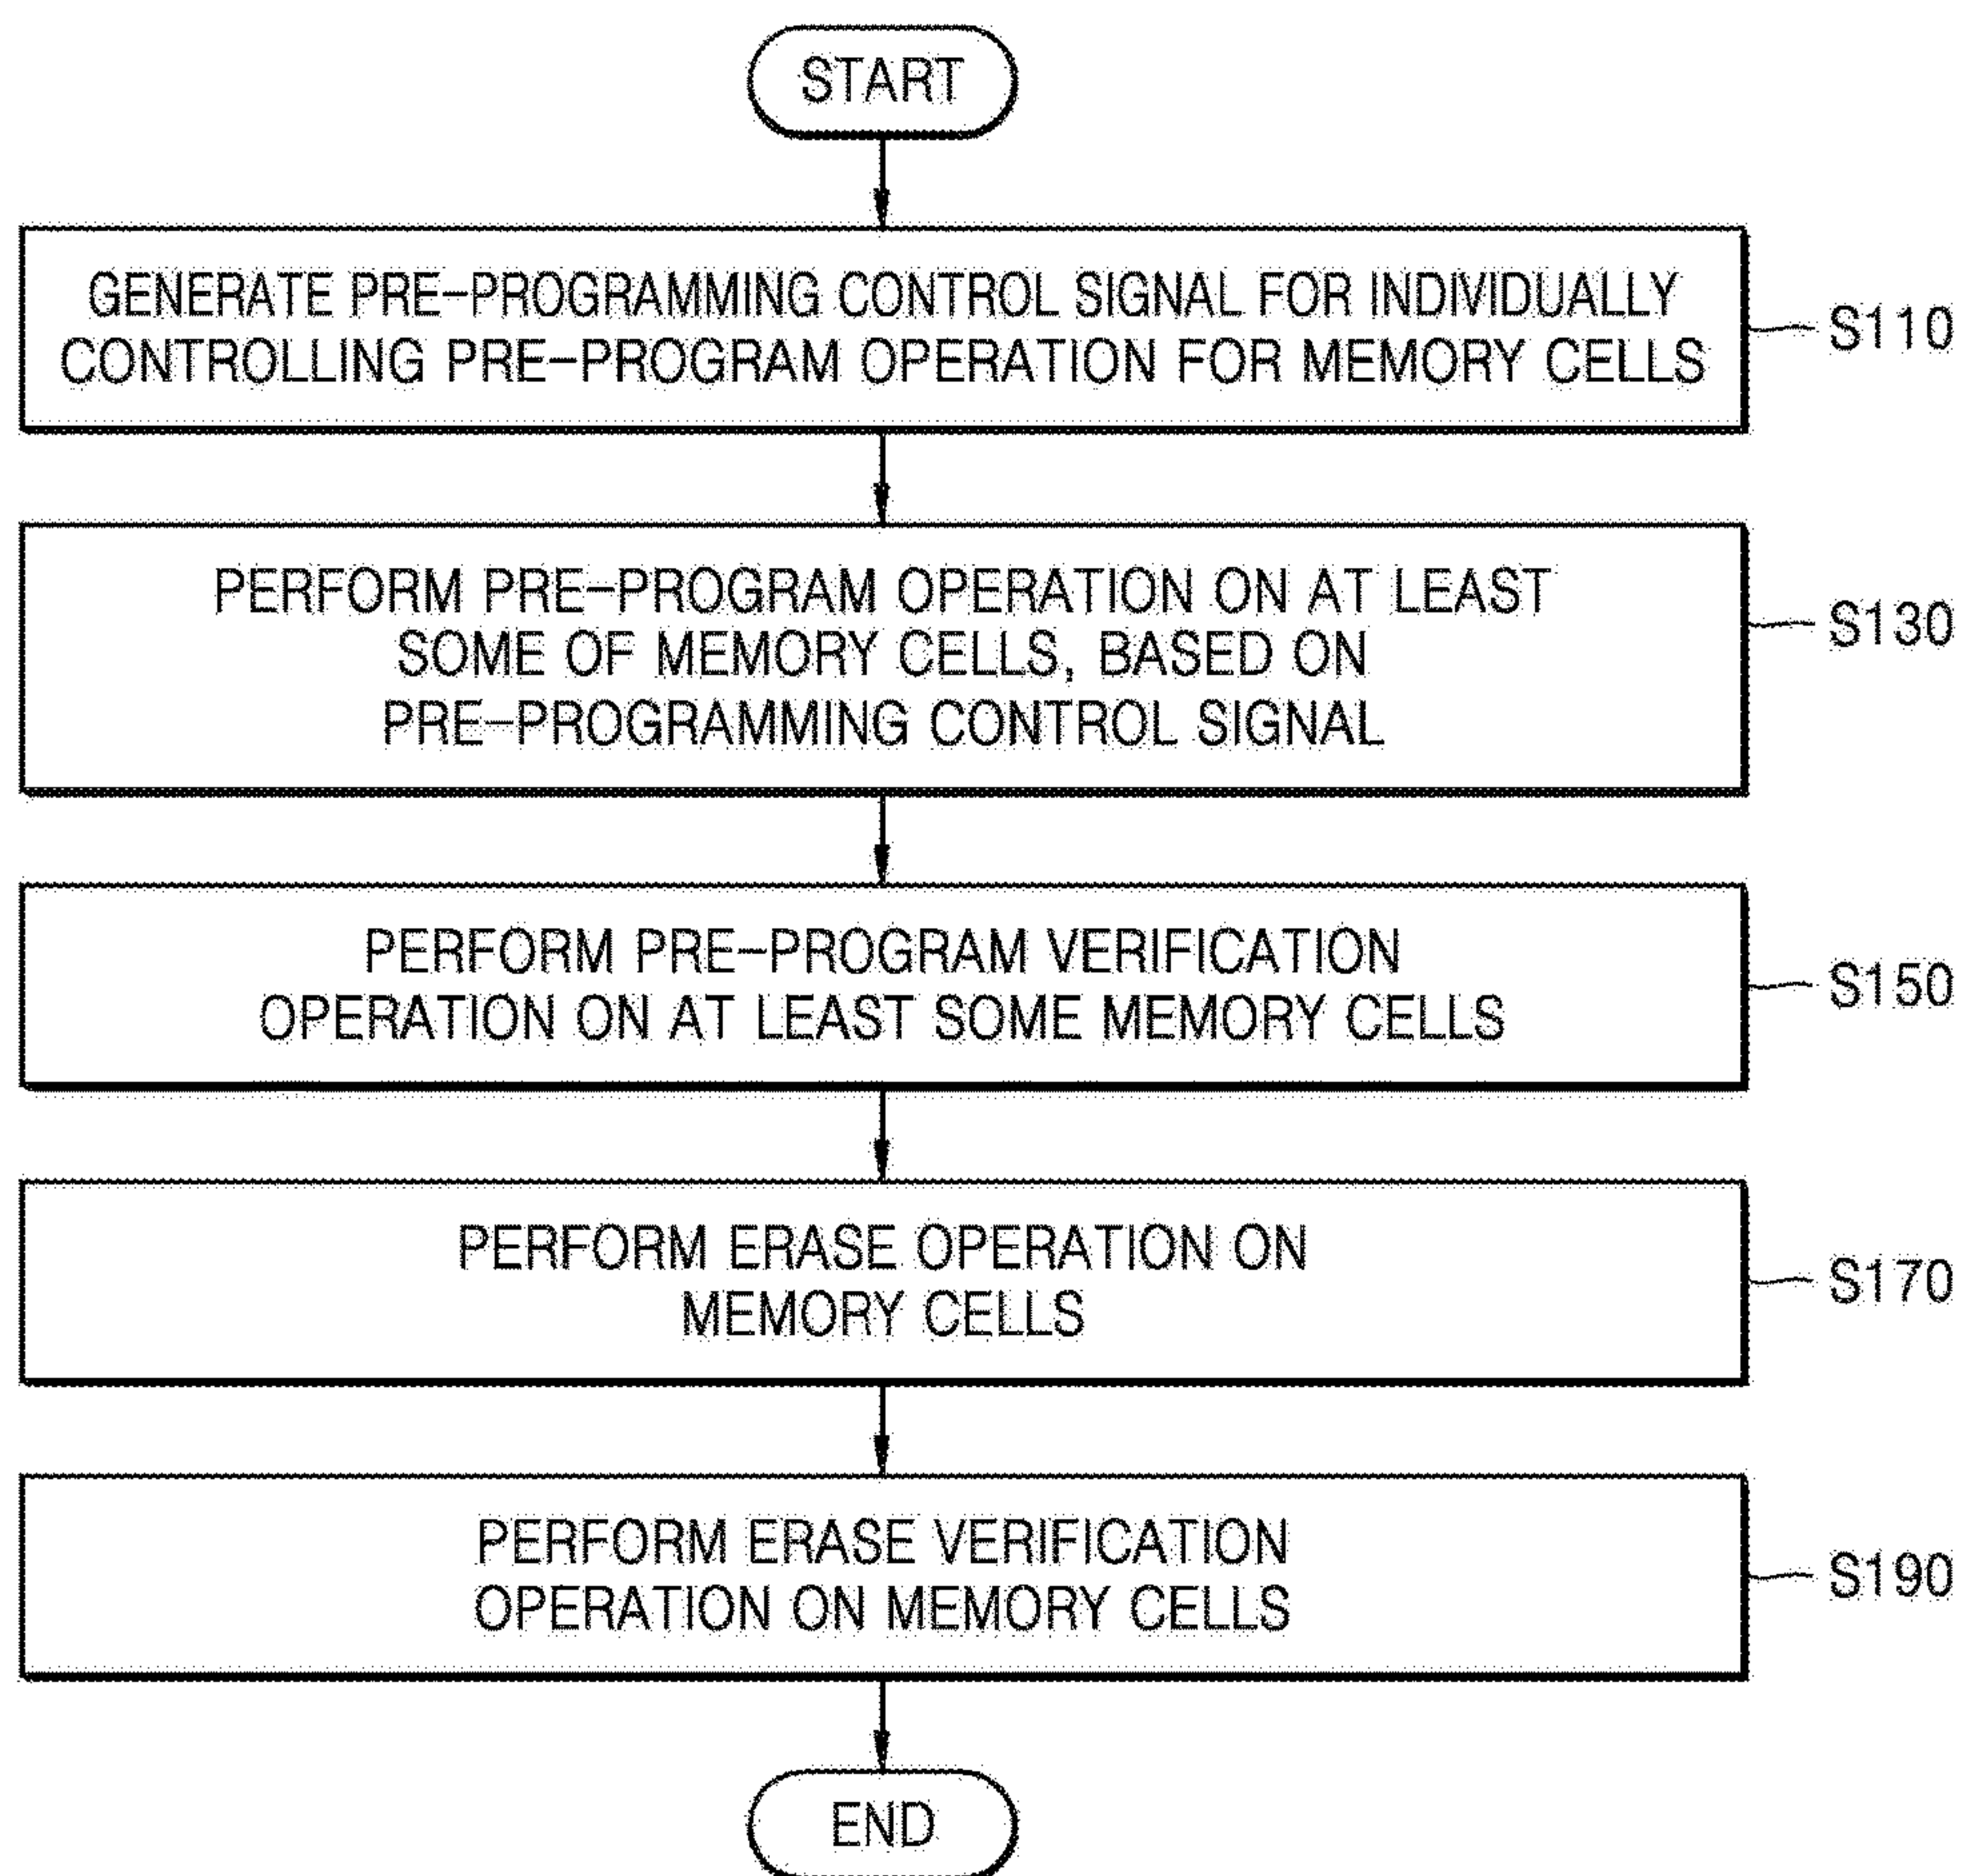 START
GENERATE PRE-PROGRAMMING CONTROL SIGNAL FOR INDIVIDUALLY
CONTROLLING PRE-PROGRAM OPERATION FOR MEMORY CELLS
S110
PERFORM PRE-PROGRAM OPERATION ON AT LEAST
SOME OF MEMORY CELLS, BASED ON
PRE-PROGRAMMING CONTROL SIGNAL
S130
PERFORM PRE-PROGRAM VERIFICATION
OPERATION ON AT LEAST SOME MEMORY CELLS
S150
PERFORM ERASE OPERATION ON
MEMORY CELLS
S170
PERFORM ERASE VERIFICATION
OPERATION ON MEMORY CELLS
S190
END